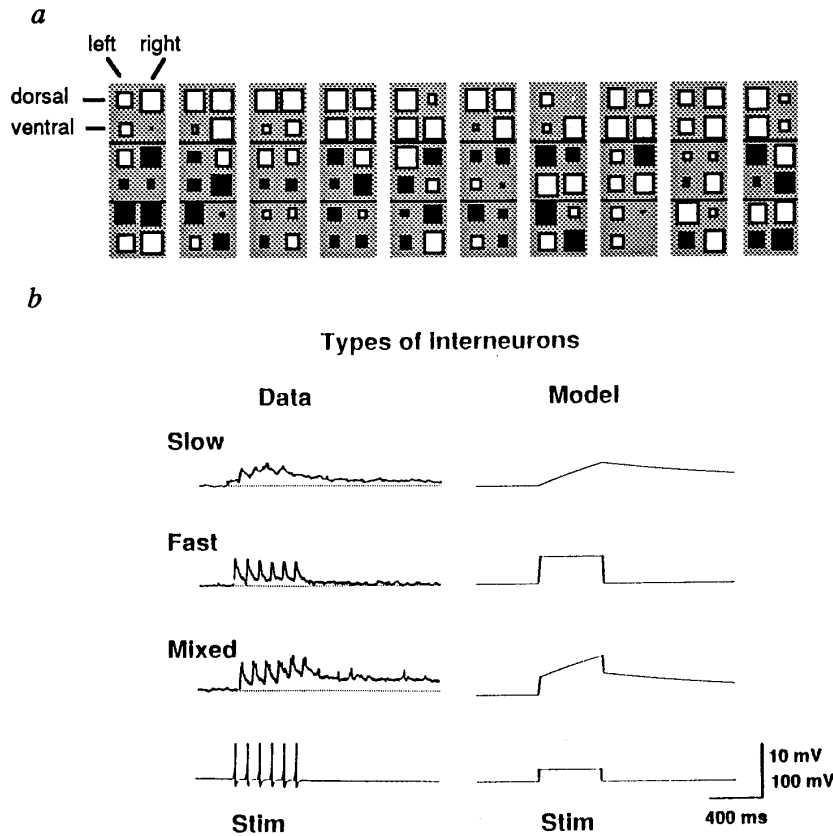 a
left right
dorsal
ventral
b
Types of Interneurons
Data Model
Slow
Fast
Mixed
10 mV
100 mV
Stim Stim 400 ms